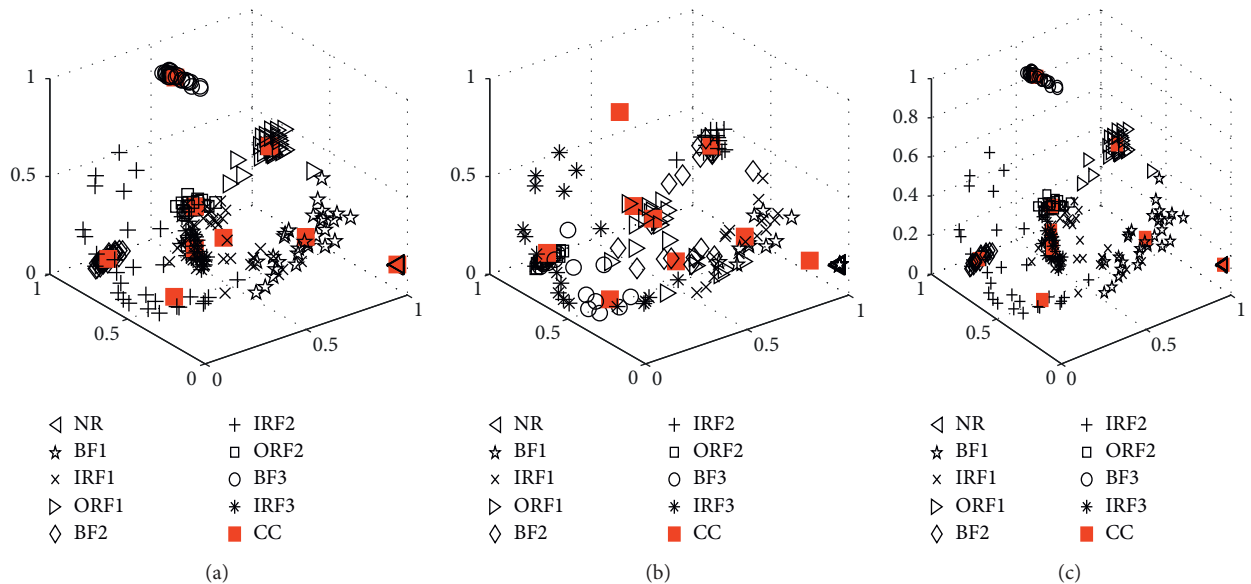 1
0.5
0
1
0.5
0
0
0.5
1
NR
BF1
IRF1
ORF1
BF2
IRF2
ORF2
BF3
IRF3
CC
(a)
1
0.5
0
1
0.5
0
0
0.5
1
NR
BF1
IRF1
ORF1
BF2
IRF2
ORF2
BF3
IRF3
CC
(b)
1
0.8
0.6
0.4
0.2
0
1
0.5
0
0
0.5
1
NR
BF1
IRF1
ORF1
BF2
IRF2
ORF2
BF3
IRF3
CC
(c)